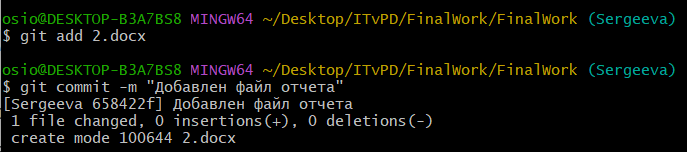 osio@DESKTOP-B3A7BS8 MINGW64 ~/Desktop/ITvPD/FinalWork/FinalWork (Sergeeva)
$ git add 2.docx
osio@DESKTOP-B3A7BS8 MINGW64 ~/Desktop/ITvPD/FinalWork/FinalWork (Sergeeva)
$ git commit -m "Добавлен файл отчета"
[Sergeeva 658422f] Добавлен файл отчета
1 file changed, 0 insertions(+), 0 deletions(-)
create mode 100644 2.docx